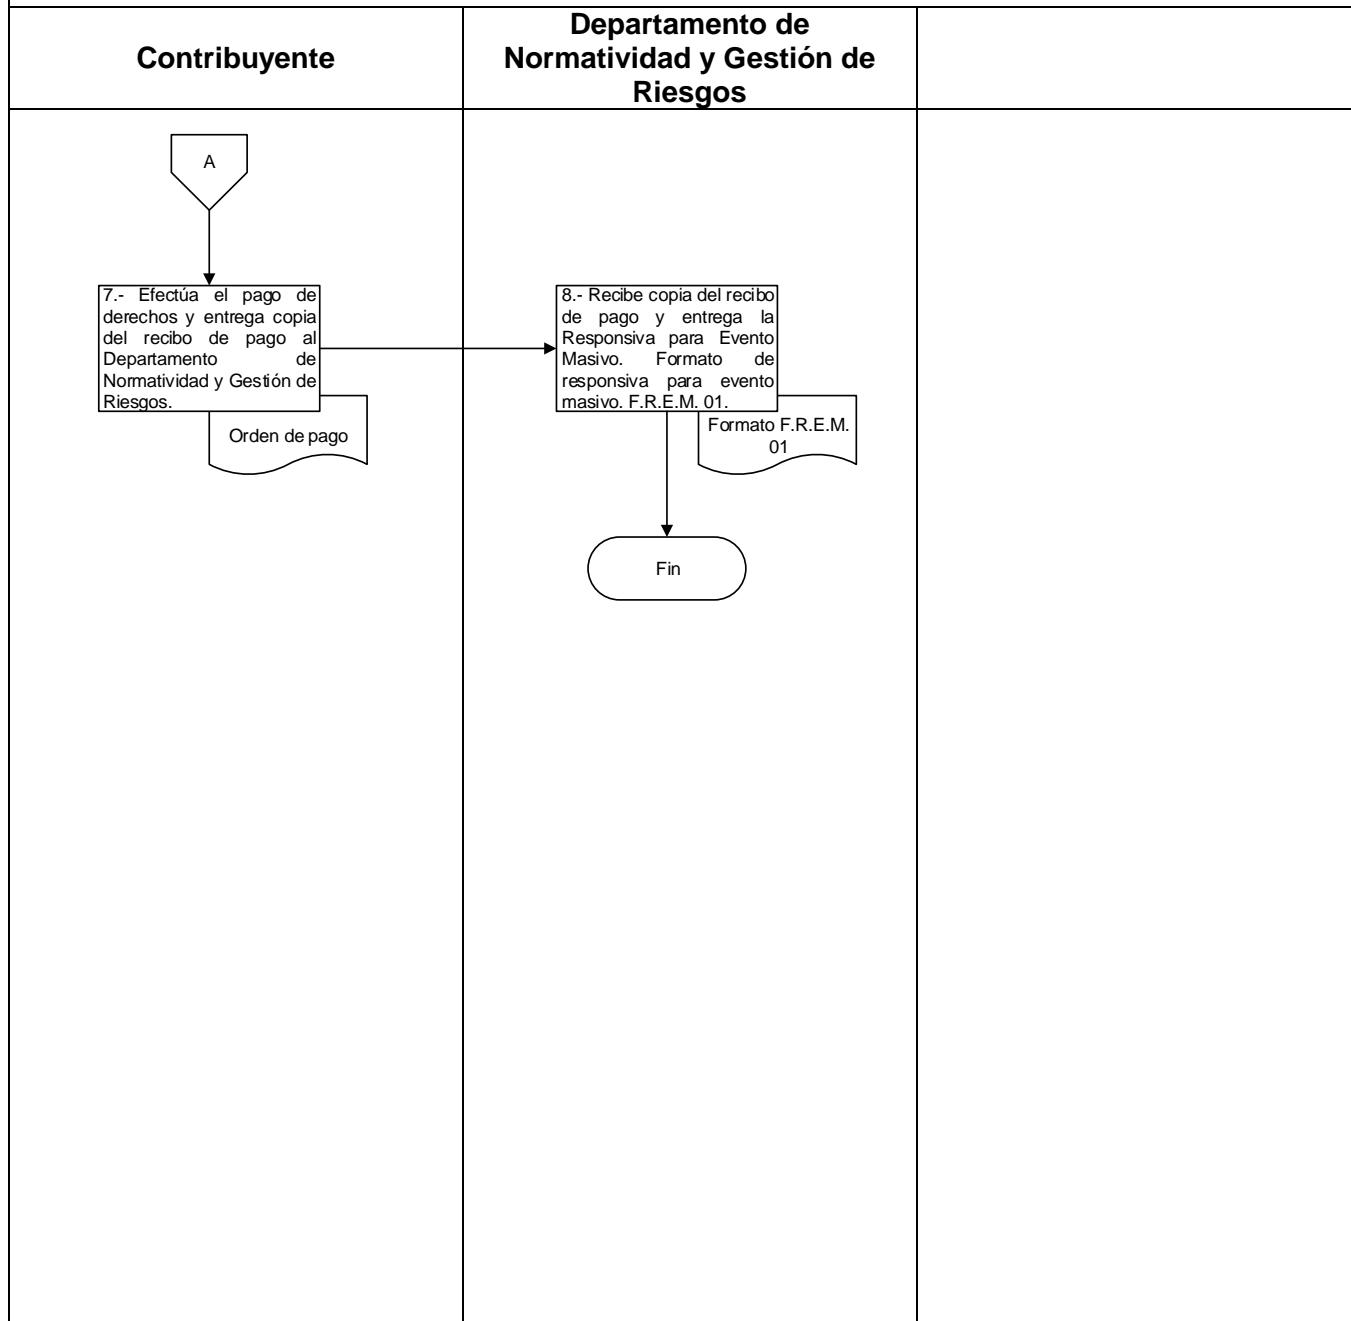 Contribuyente
Departamento de
Normatividad y Gestión de
Riesgos
A
7.- Efectúa el pago de
derechos y entrega copia
del recibo de pago al
Departamento de
Normatividad y Gestión de
Riesgos.
Orden de pago
8.- Recibe copia del recibo
de pago y entrega la
Responsiva para Evento
Masivo. Formato de
responsiva para evento
masivo. F.R.E.M. 01.
Formato F.R.E.M.
01
Fin